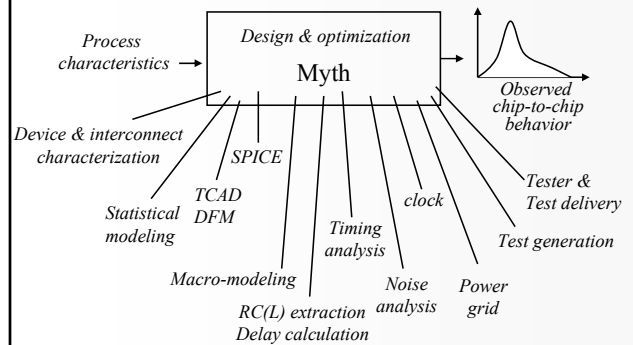 Process
characteristics
Design & optimization
Myth
Observed
chip-to-chip
behavior
Device & interconnect
characterization
Statistical
modeling
TCAD
DFM
SPICE
Macro-modeling
RC(L) extraction
Delay calculation
Timing
analysis
Noise
analysis
clock
Power
grid
Test generation
Tester &
Test delivery